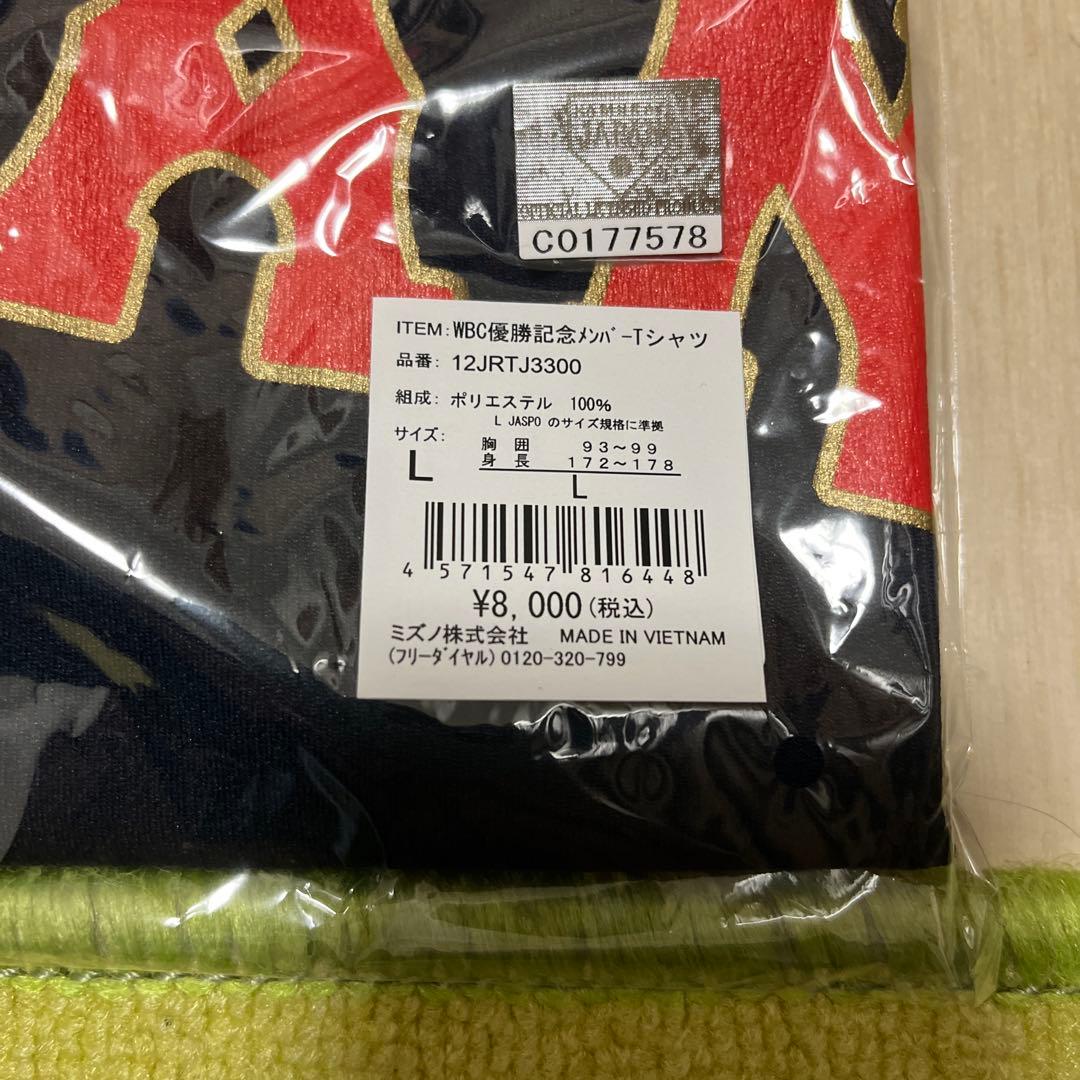 JAPAN
C0177578
ITEM:WBC優勝記念ﾒﾝﾊﾞｰTシャツ
品番: 12JRTJ3300
組成: ポリエステル 100%
L JASPO のサイズ規格に準拠
サイズ: 胸囲 93~99
L 身長 172~178
L
4 571547 816448
¥8,000(税込)
ミズノ株式会社 MADE IN VIETNAM
(フリーダイヤル) 0120-320-799